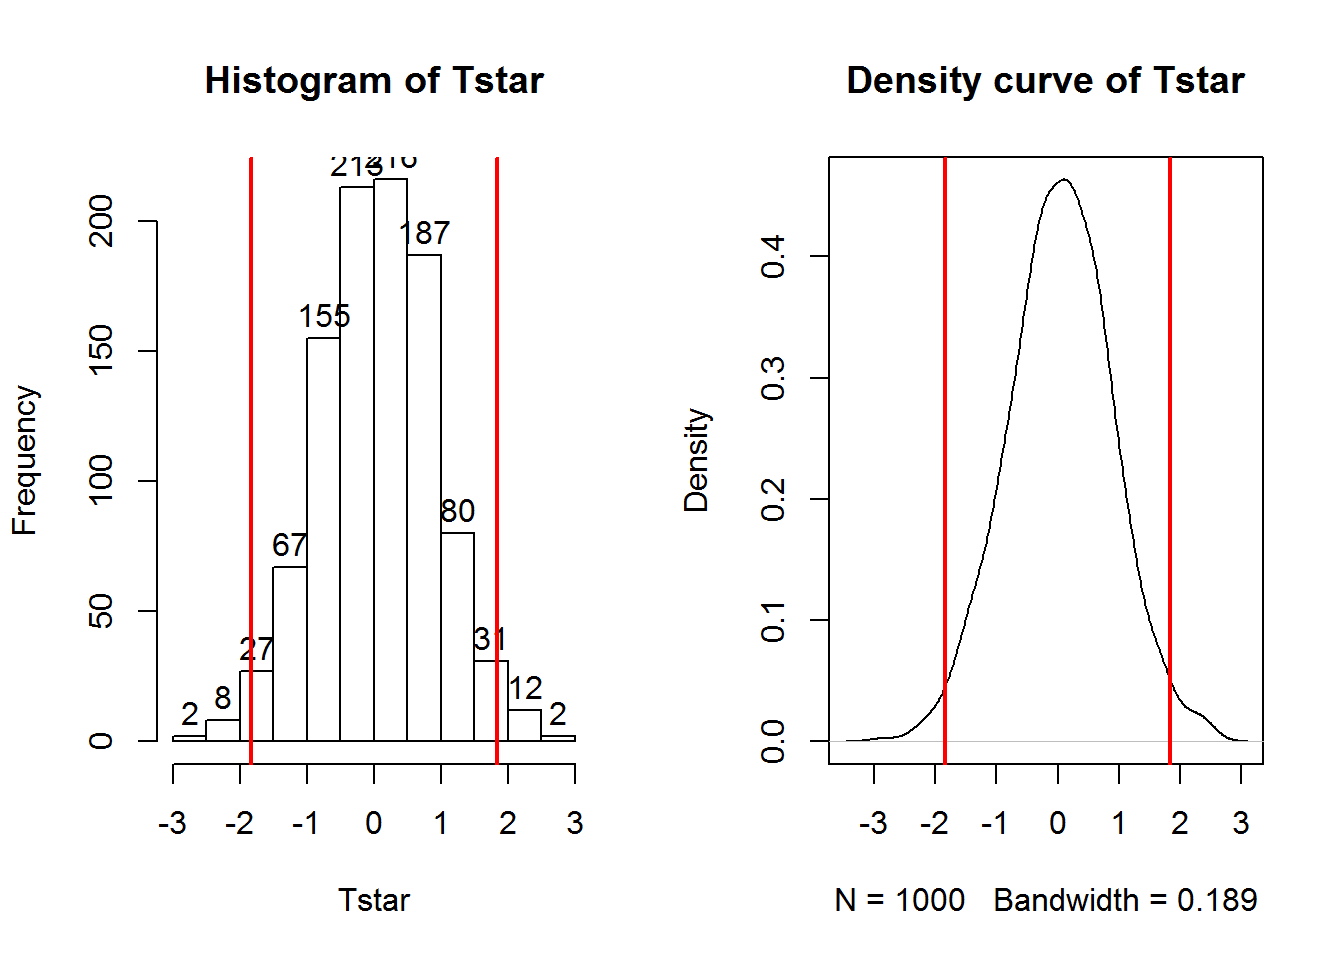 Histogram of Tstar
Frequency
0
50
100
150
200
2
8
27
67
155
213
216
187
80
31
12
2
-3 -2 -1 0 1 2 3
Tstar
Density curve of Tstar
Density
0.0
0.1
0.2
0.3
0.4
-3 -2 -1 0 1 2 3
N = 1000 Bandwidth = 0.189